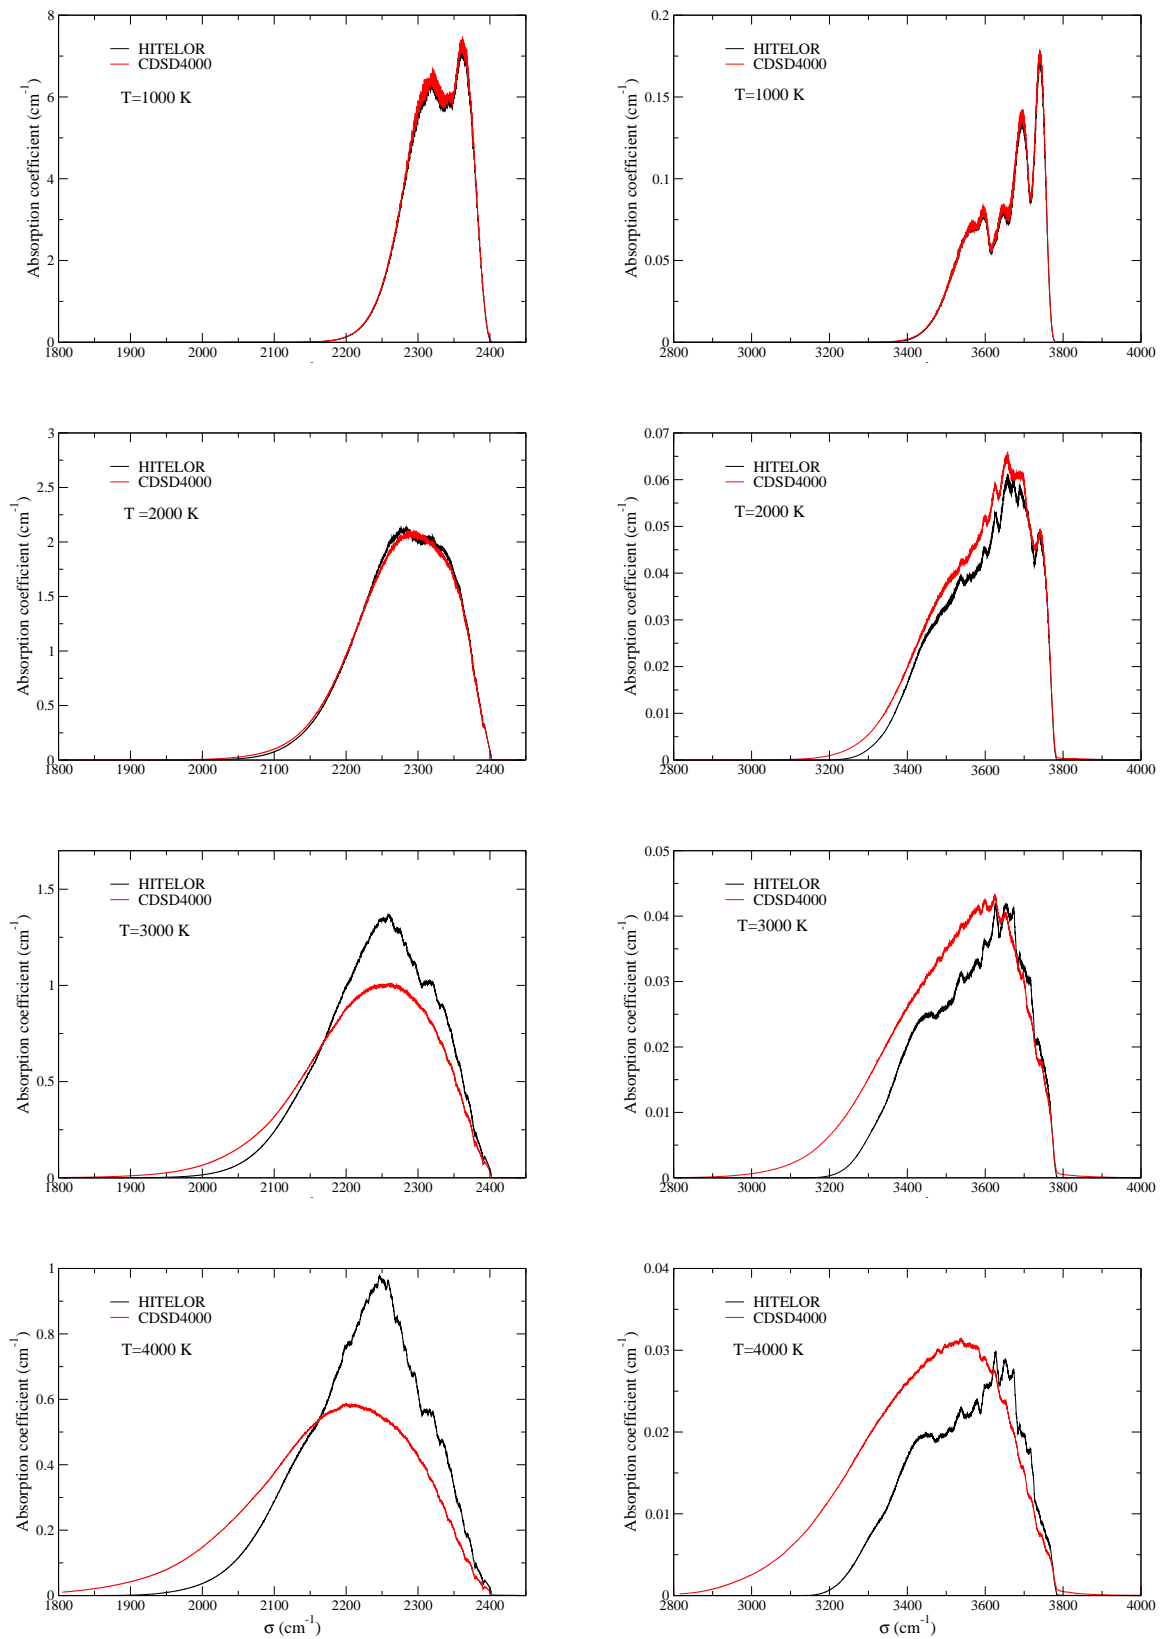 8
6
4
2
0
Absorption coefficient (cm⁻¹)
HITELOR
CDSD4000
T=1000 K
1800 1900 2000 2100 2200 2300 2400
0.2
0.15
0.1
0.05
0
Absorption coefficient (cm⁻¹)
HITELOR
CDSD4000
T=1000 K
2800 3000 3200 3400 3600 3800 4000
3
2.5
2
1.5
1
0.5
0
Absorption coefficient (cm⁻¹)
HITELOR
CDSD4000
T =2000 K
1800 1900 2000 2100 2200 2300 2400
0.07
0.06
0.05
0.04
0.03
0.02
0.01
0
Absorption coefficient (cm⁻¹)
HITELOR
CDSD4000
T=2000 K
2800 3000 3200 3400 3600 3800 4000
1.5
1
0.5
0
Absorption coefficient (cm⁻¹)
HITELOR
CDSD4000
T=3000 K
1800 1900 2000 2100 2200 2300 2400
0.05
0.04
0.03
0.02
0.01
0
Absorption coefficient (cm⁻¹)
HITELOR
CDSD4000
T=3000 K
2800 3000 3200 3400 3600 3800 4000
1
0.8
0.6
0.4
0.2
0
Absorption coefficient (cm⁻¹)
HITELOR
CDSD4000
T=4000 K
1800 1900 2000 2100 2200 2300 2400
σ (cm⁻¹)
0.04
0.03
0.02
0.01
0
Absorption coefficient (cm⁻¹)
HITELOR
CDSD4000
T=4000 K
2800 3000 3200 3400 3600 3800 4000
σ (cm⁻¹)